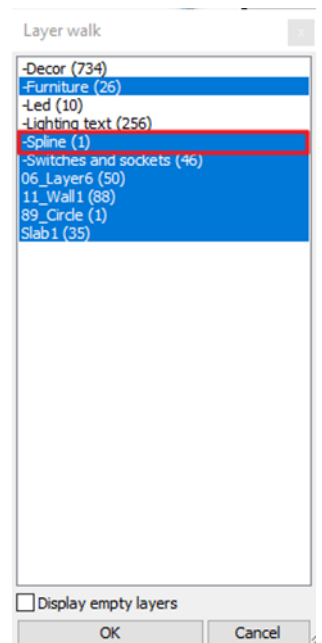 Layer walk
x
-Decor (734)
-Furniture (26)
-Led (10)
-Lighting text (256)
-Spline (1)
-Switches and sockets (46)
06_Layer6 (50)
11_Wall1 (88)
89_Circle (1)
Slab1 (35)
Display empty layers
OK Cancel